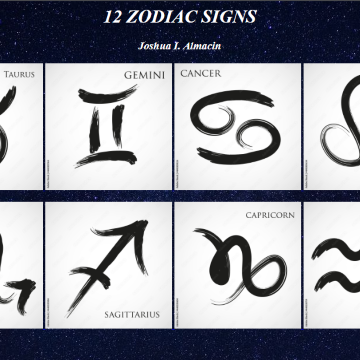 12 ZODIAC SIGNS
Joshua I. Almacin
TAURUS
GEMINI
CANCER
SAGITTARIUS
CAPRICORN